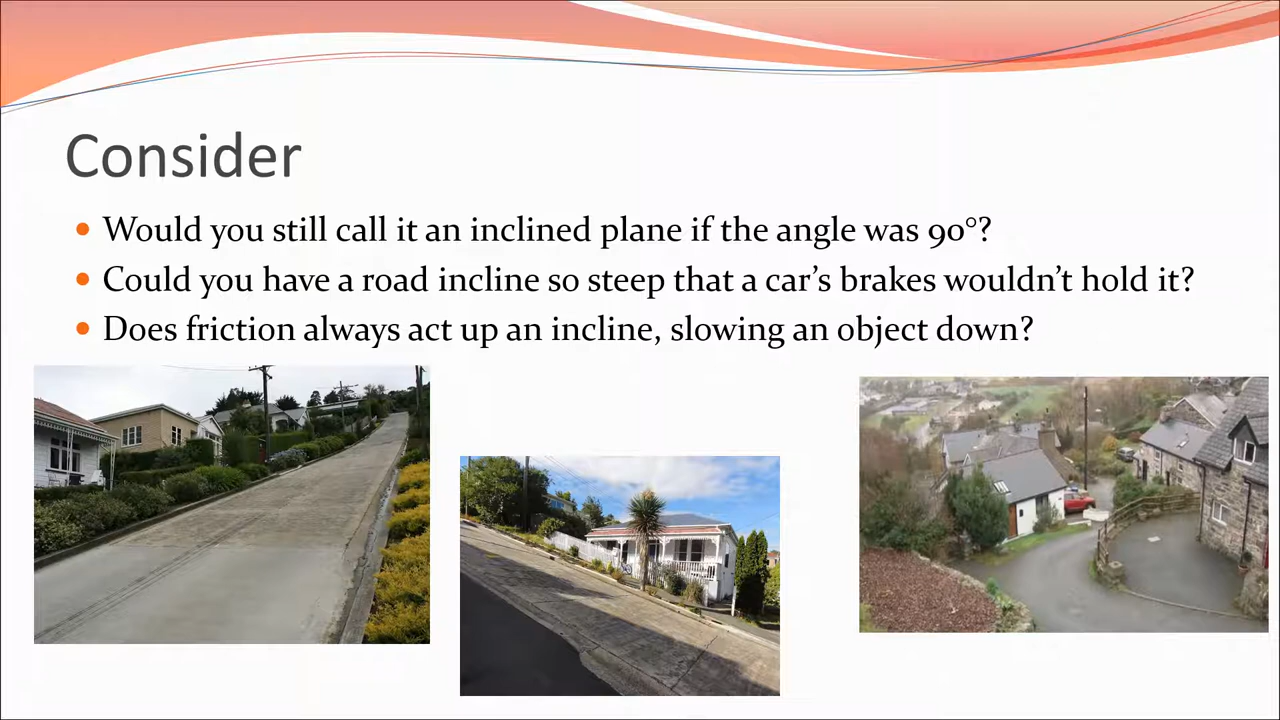 Consider
• Would you still call it an inclined plane if the angle was 90°?
• Could you have a road incline so steep that a car’s brakes wouldn’t hold it?
• Does friction always act up an incline, slowing an object down?